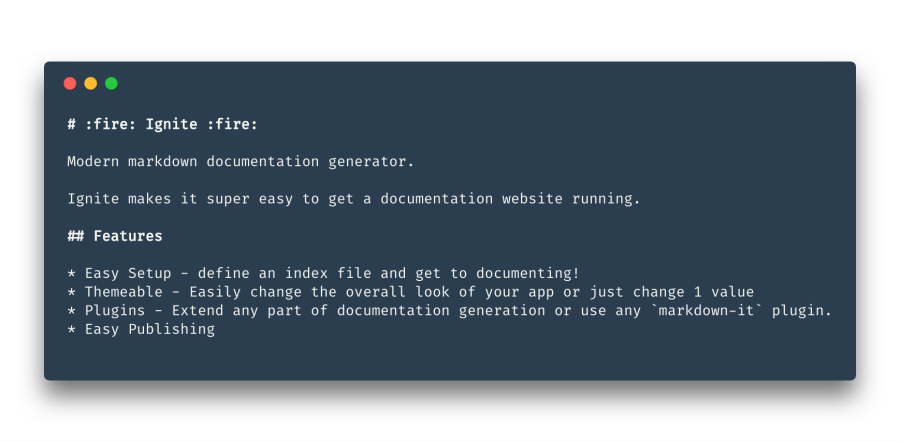 # :fire: Ignite :fire:
Modern markdown documentation generator.
Ignite makes it super easy to get a documentation website running.
## Features
* Easy Setup - define an index file and get to documenting!
* Themeable - Easily change the overall look of your app or just change 1 value
* Plugins - Extend any part of documentation generation or use any `markdown-it` plugin.
* Easy Publishing